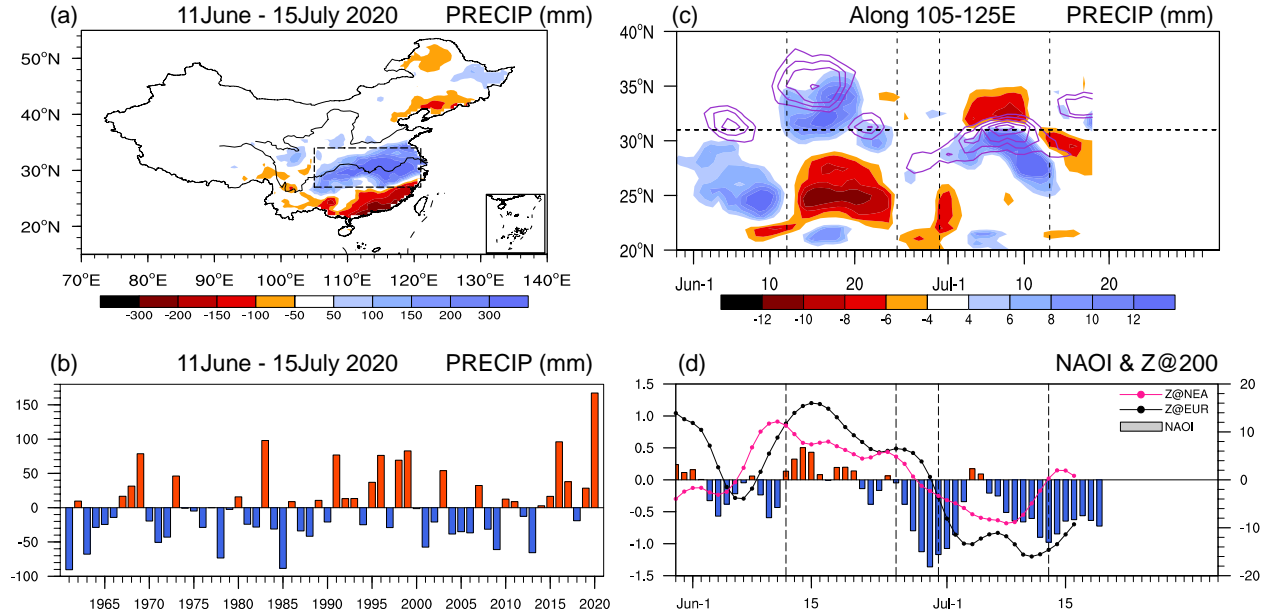 (a) 11June - 15July 2020 PRECIP (mm)
50°N
40°N
30°N
20°N
70°E 80°E 90°E 100°E 110°E 120°E 130°E 140°E
-300 -200 -150 -100 -50 50 100 150 200 300
(c) Along 105-125E PRECIP (mm)
40°N
35°N
30°N
25°N
20°N
Jun-1 10 20 Jul-1 10 20
-12 -10 -8 -6 -4 4 6 8 10 12
(b) 11June - 15July 2020 PRECIP (mm)
150
100
50
0
-50
-100
1965 1970 1975 1980 1985 1990 1995 2000 2005 2010 2015 2020
(d) NAOI & Z@200
1.5 20
1.0
0.5 10
0.0 0
-0.5
-1.0 -10
-1.5 -20
Z@NEA
Z@EUR
NAOI
Jun-1 15 Jul-1 15